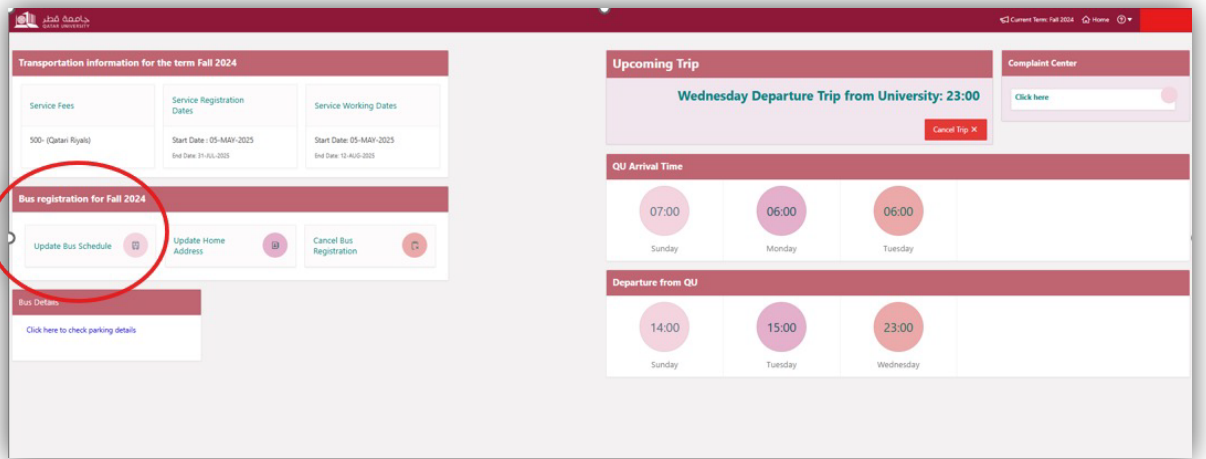 جامعة قطر
QATAR UNIVERSITY
Current Term: Fall 2024 Home
Transportation information for the term Fall 2024
Service Fees
500- (Qatari Riyals)
Service Registration
Dates
Start Date : 05-MAY-2025
End Date: 31-JUL-2025
Service Working Dates
Start Date: 05-MAY-2025
End Date: 12-AUG-2025
Bus registration for Fall 2024
Update Bus Schedule
Update Home
Address
Cancel Bus
Registration
Bus Details
Click here to check parking details
Upcoming Trip
Wednesday Departure Trip from University: 23:00
Cancel Trip ✕
Complaint Center
Click here
QU Arrival Time
07:00 06:00 06:00
Sunday Monday Tuesday
Departure from QU
14:00 15:00 23:00
Sunday Tuesday Wednesday